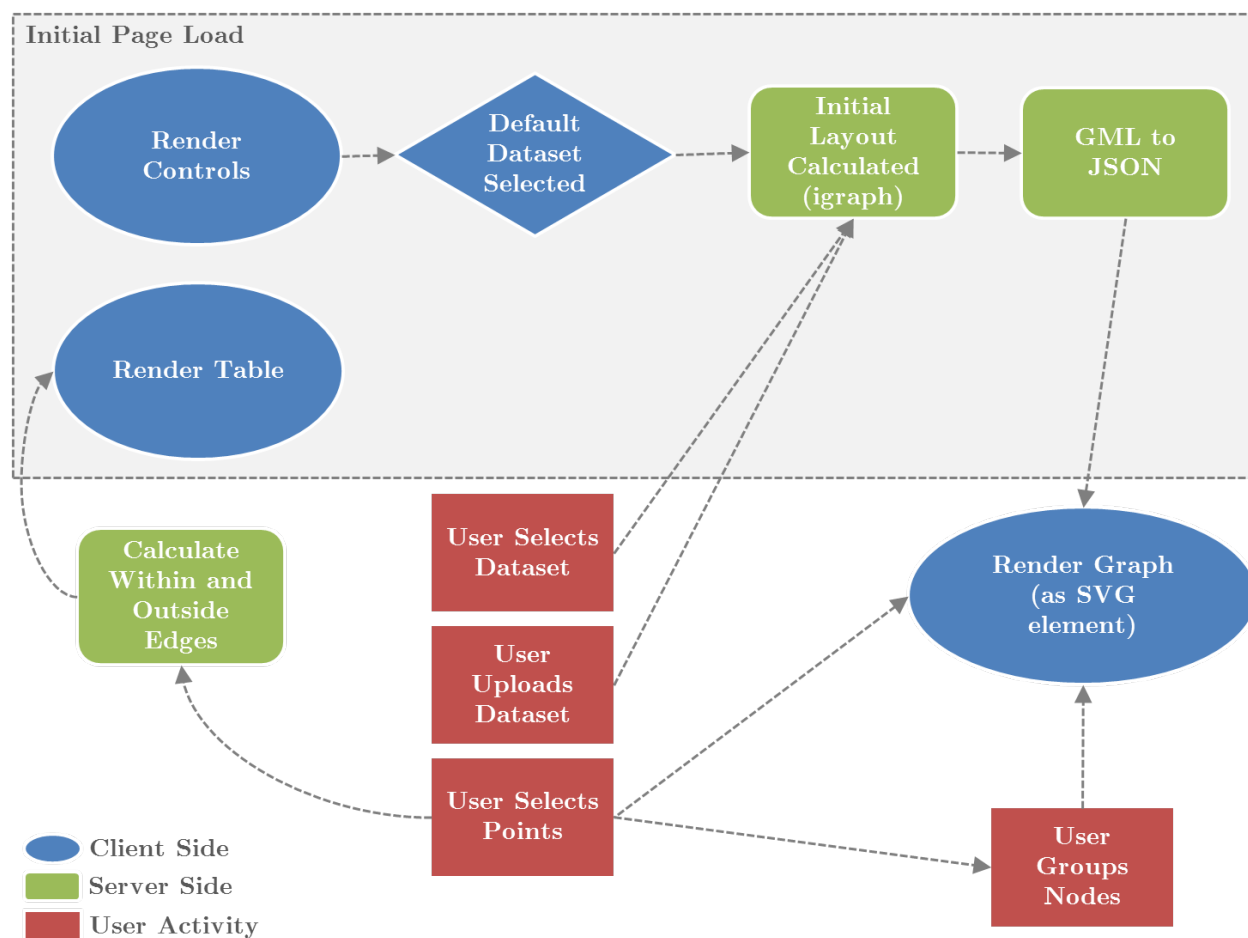 Initial Page Load
Render
Controls
Default
Dataset
Selected
Initial
Layout
Calculated
(igraph)
GML to
JSON
Render Table
Calculate
Within and
Outside
Edges
User Selects
Dataset
User
Uploads
Dataset
User Selects
Points
Render Graph
(as SVG
element)
User
Groups
Nodes
Client Side
Server Side
User Activity